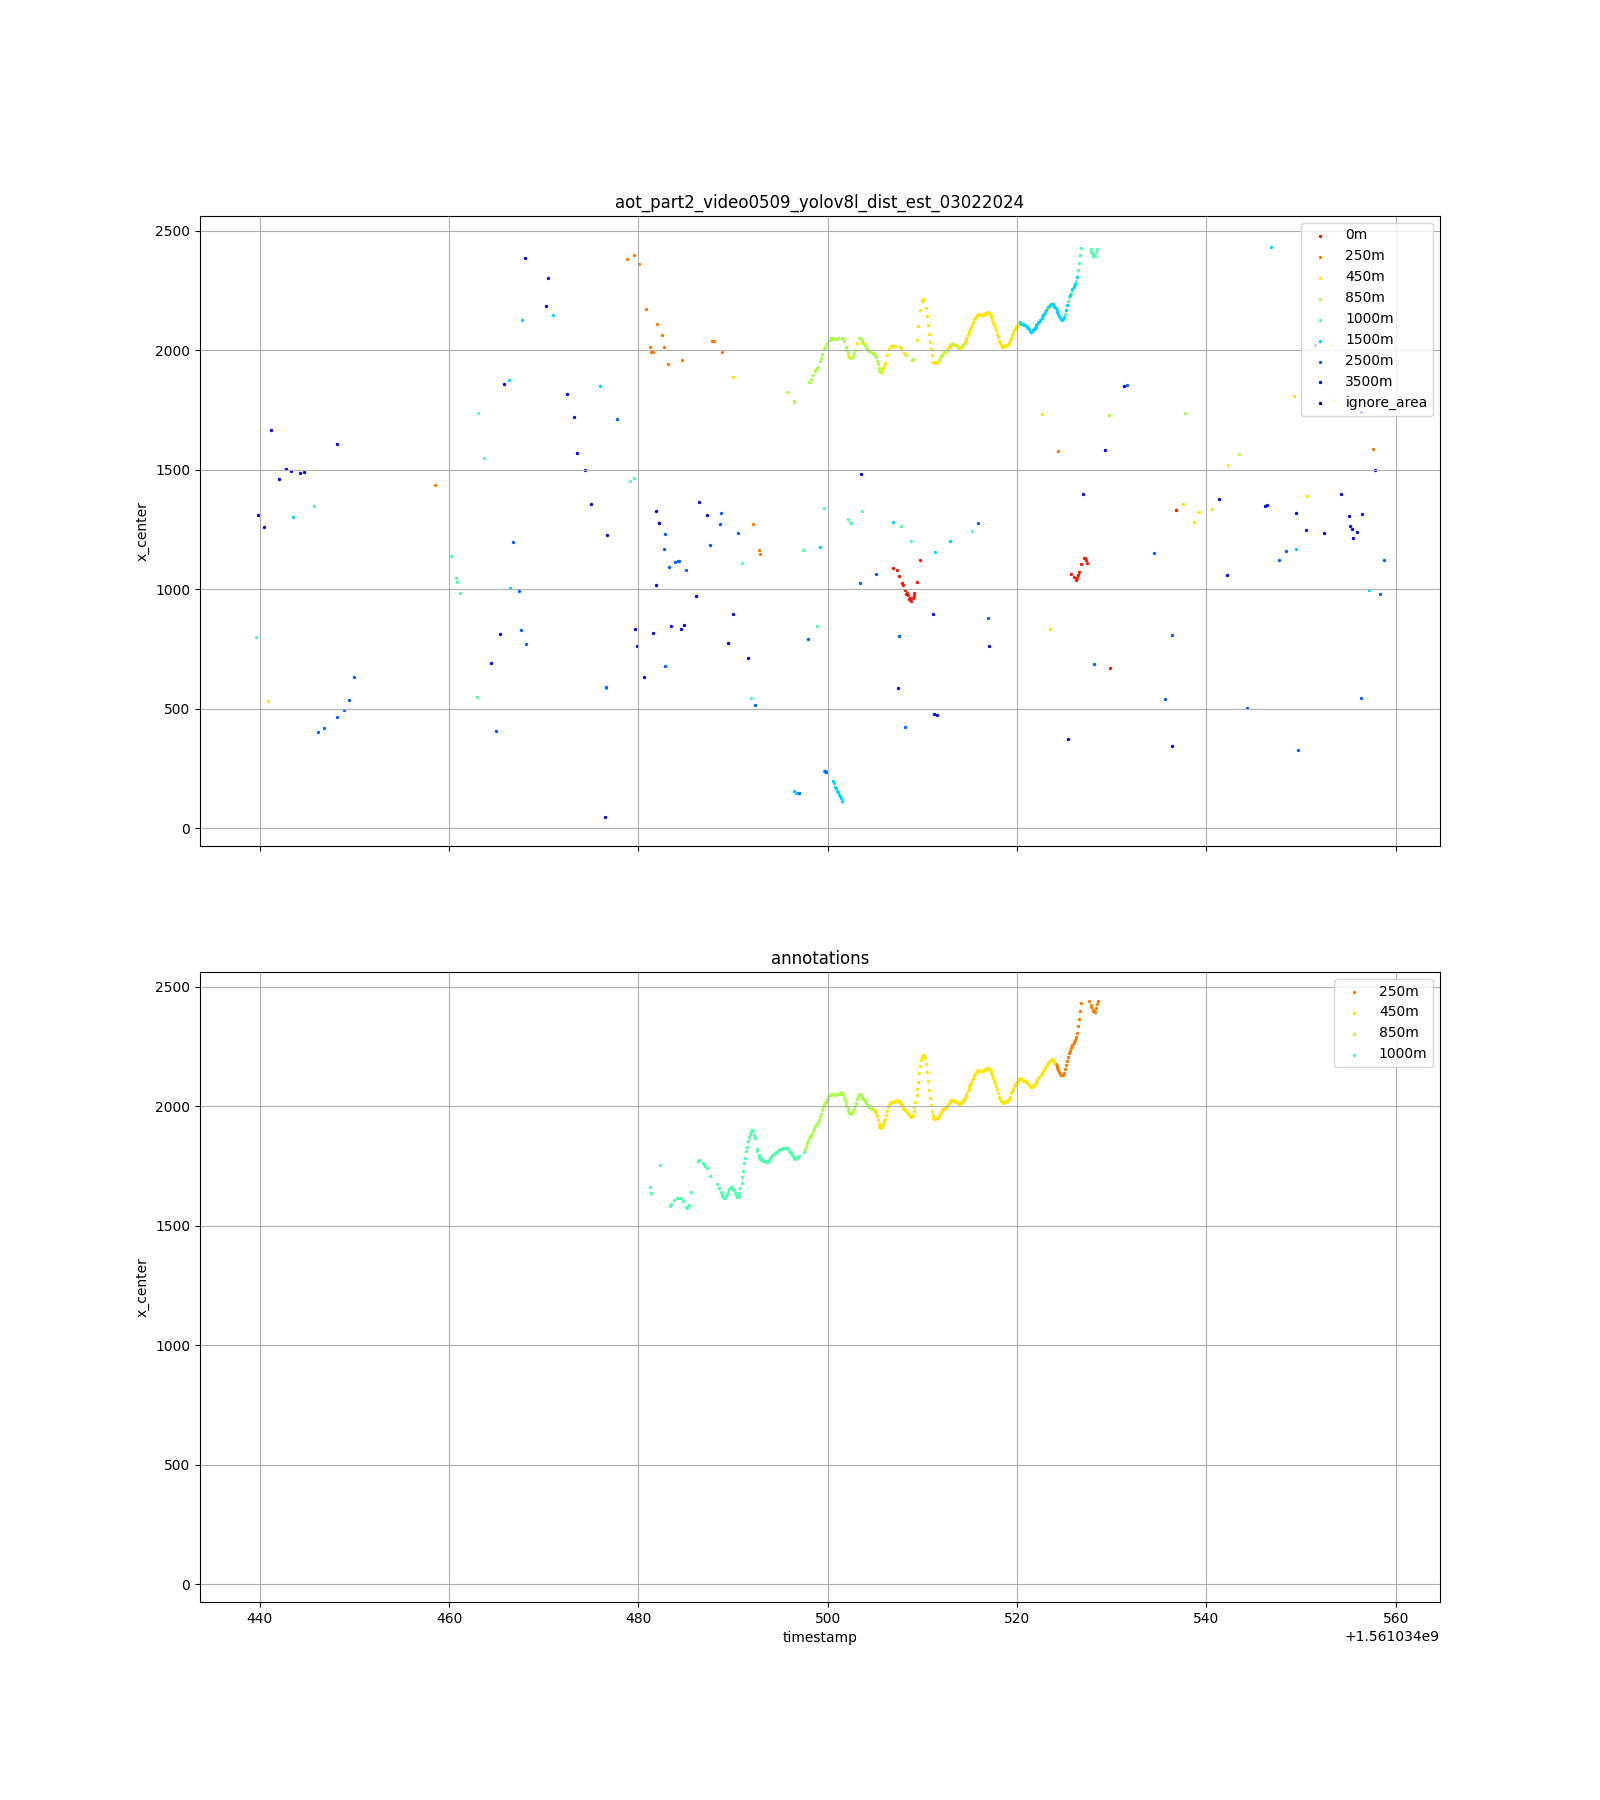 aot_part2_video0509_yolov8l_dist_est_03022024
2500
2000
1500
1000
500
0
x_center
0m
250m
450m
850m
1000m
1500m
2500m
3500m
ignore_area
annotations
2500
2000
1500
1000
500
0
x_center
250m
450m
850m
1000m
440
460
480
500
520
540
560
timestamp
+1.561034e9